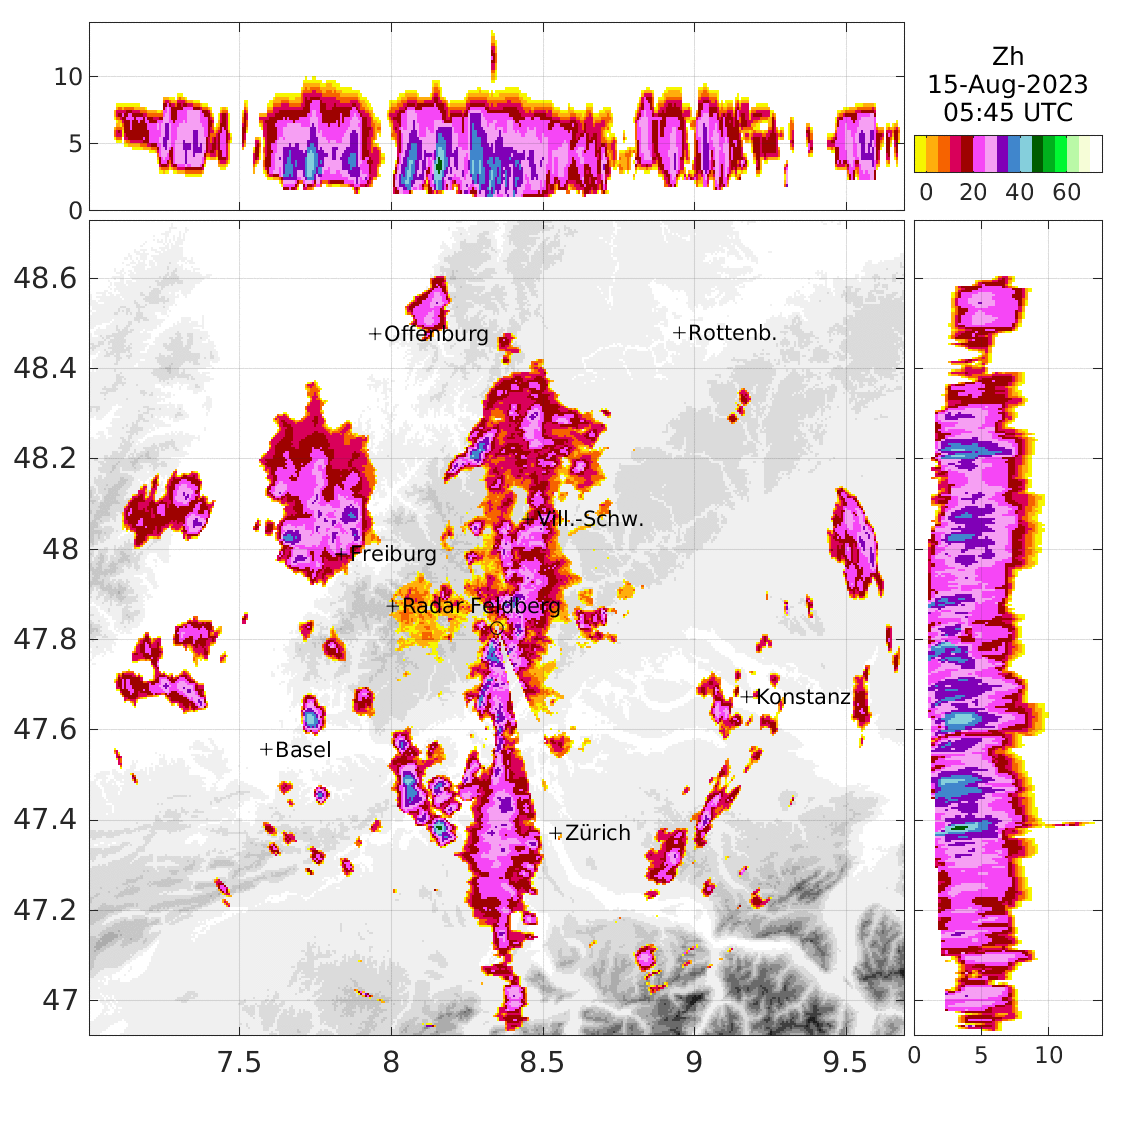 Zh
15-Aug-2023
05:45 UTC
0 20 40 60
10
5
0
48.6
48.4
48.2
48
47.8
47.6
47.4
47.2
47
+Offenburg
+Rottenb.
Vill.-Schw.
+Freiburg
+Radar Feldberg
+Konstanz
+Basel
+Zürich
7.5 8 8.5 9 9.5
0 5 10